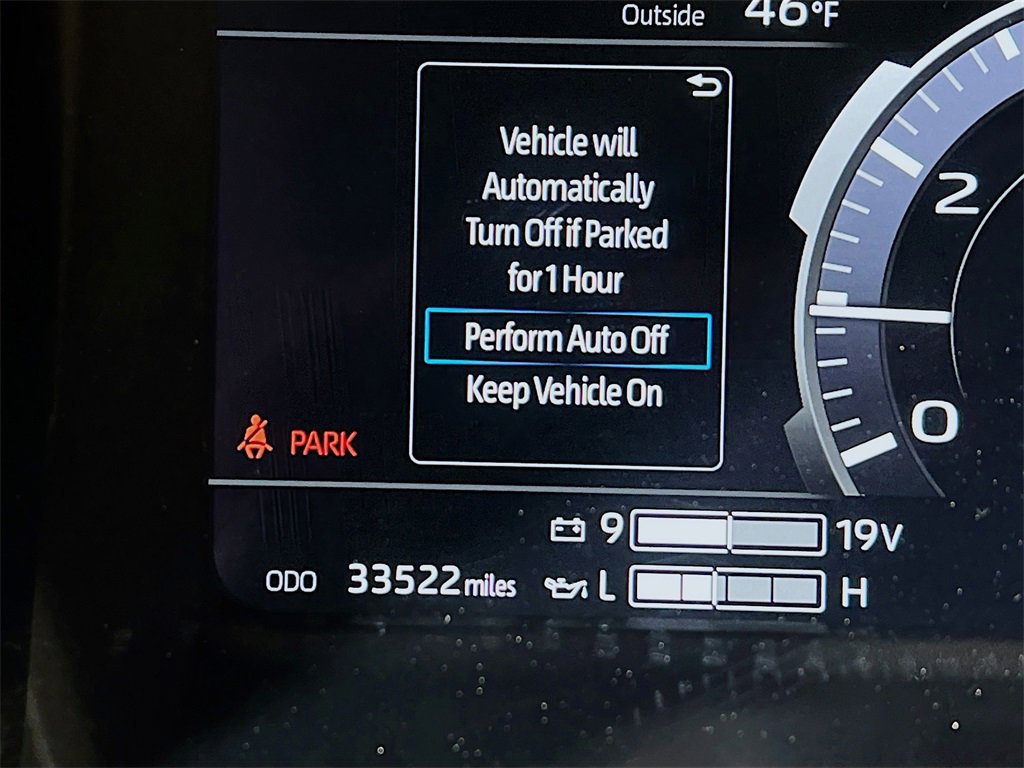 Outside 46°F
Vehicle will
Automatically
Turn Off if Parked
for 1 Hour
Perform Auto Off
Keep Vehicle On
2
0
PARK
9 19V
ODO 33522 miles L H